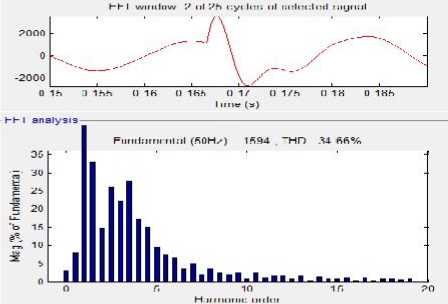 FFT window: 2 of 25 cycles of selected signal
2000
0
-2000
0.15 0.155 0.16 0.165 0.17 0.175 0.18 0.185
Time (s)
FFT analysis
Fundamental (50Hz) 1594, THD 34.66%
35
30
25
20
15
10
5
0
Mag (% of Fundamental)
0 5 10 15 20
Harmonic order